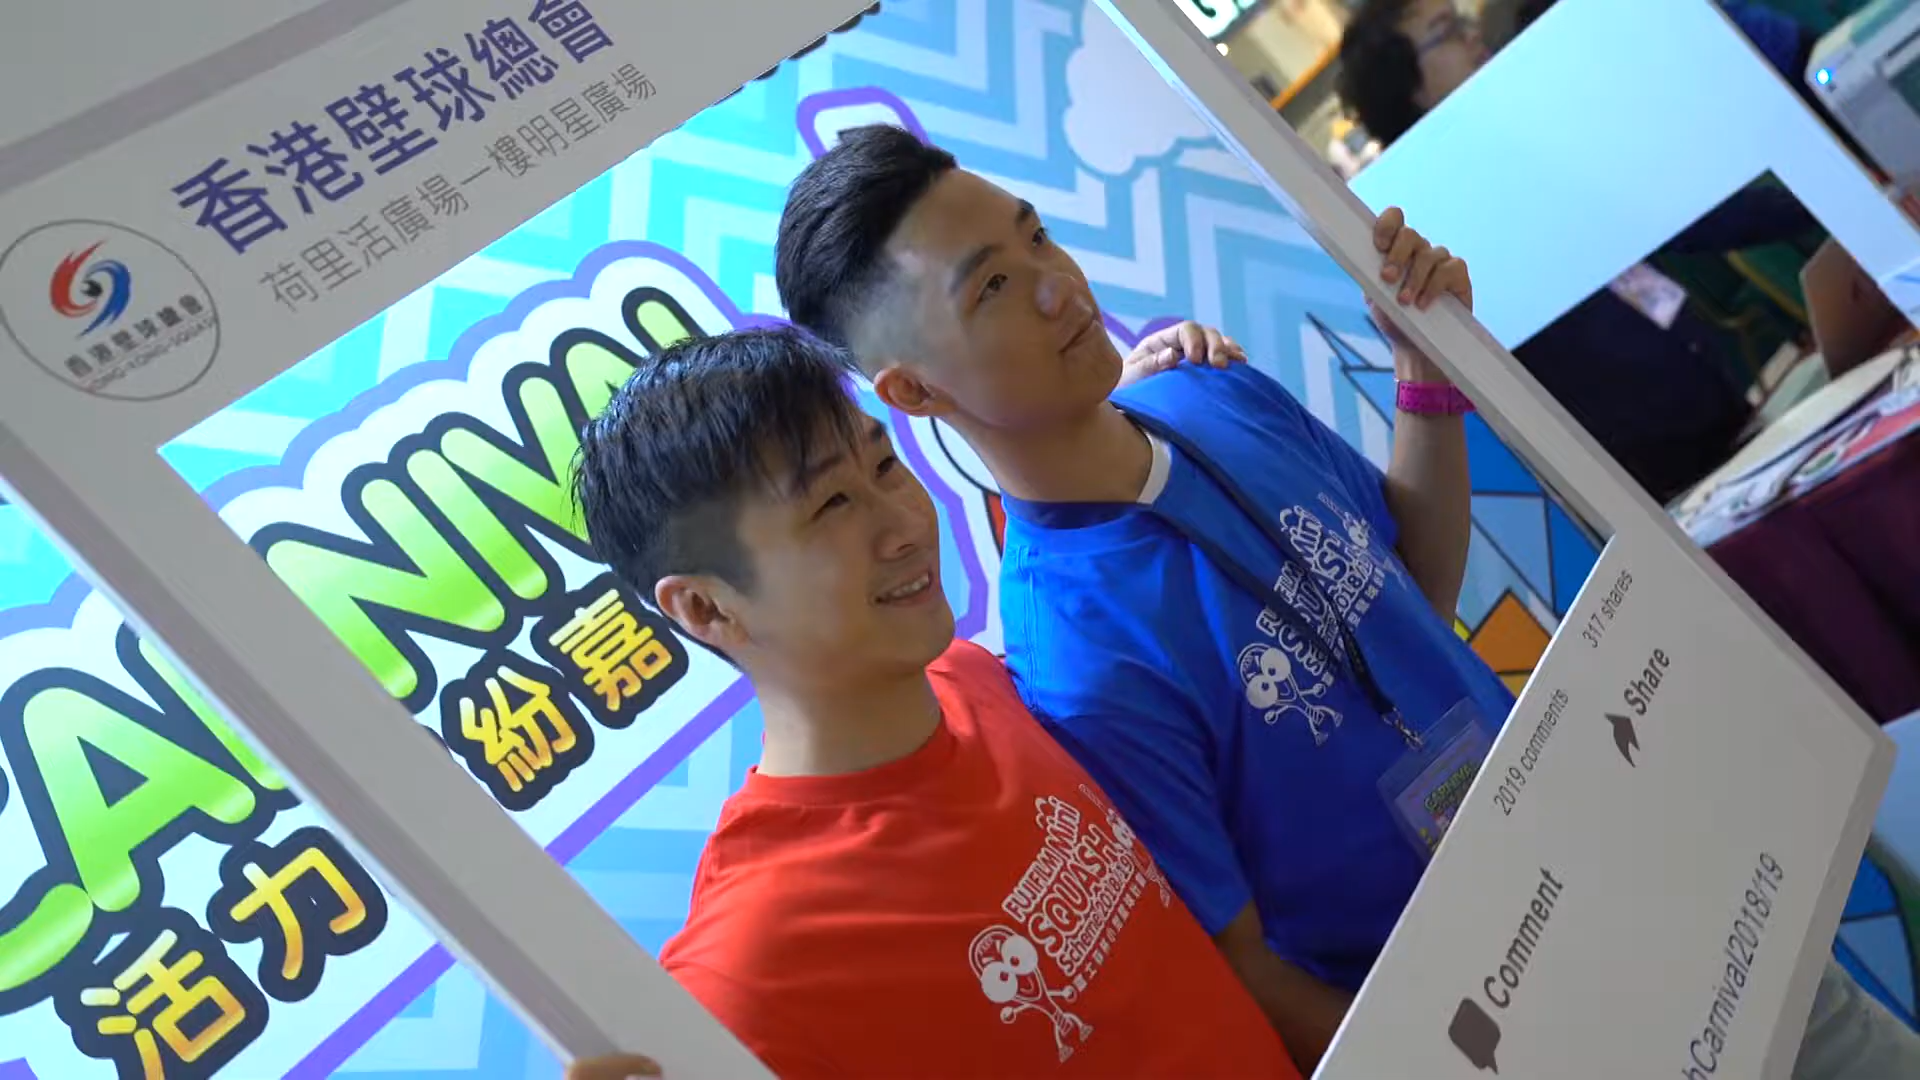 香港壁球總會
荷里活廣場一樓明星廣場
香港壁球總會
HONG KONG SQUASH
CARNIVAL
活力
紛嘉
FUJIFILM Mini
SQUASH
Scheme 2018/19
FUJIFILM Mini
SQUASH
Scheme 2018/19
CARNIVAL
317 shares
2019 comments
Share
Comment
hCarnival2018/19